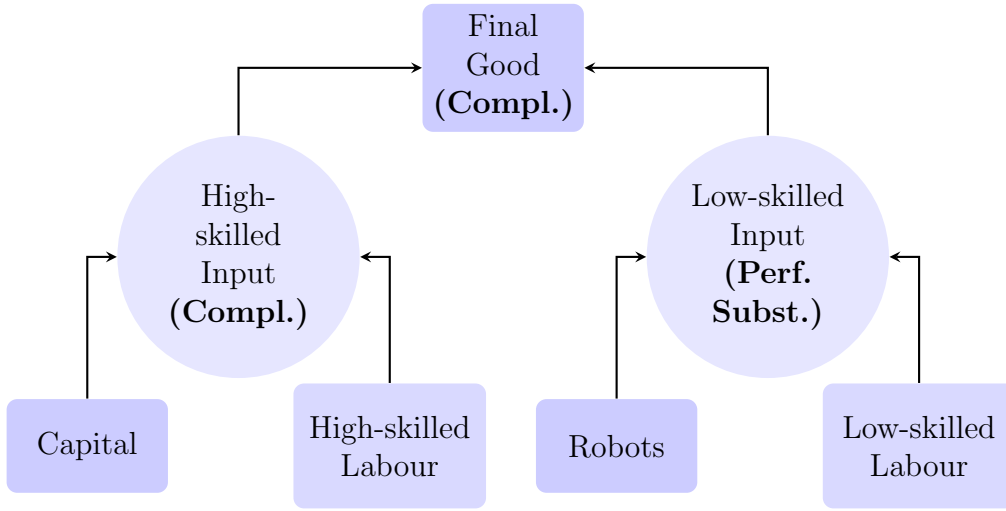 Final
Good
(Compl.)
High-
skilled
Input
(Compl.)
Low-skilled
Input
(Perf.
Subst.)
Capital
High-skilled
Labour
Robots
Low-skilled
Labour